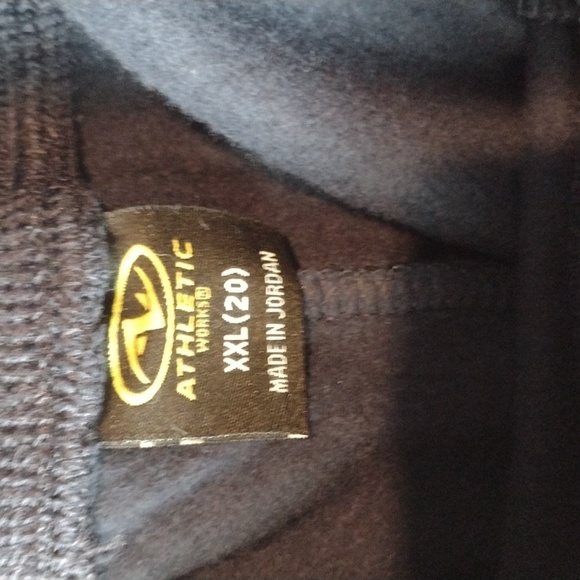 ATHLETIC
WORKS®
XXL(20)
MADE IN JORDAN